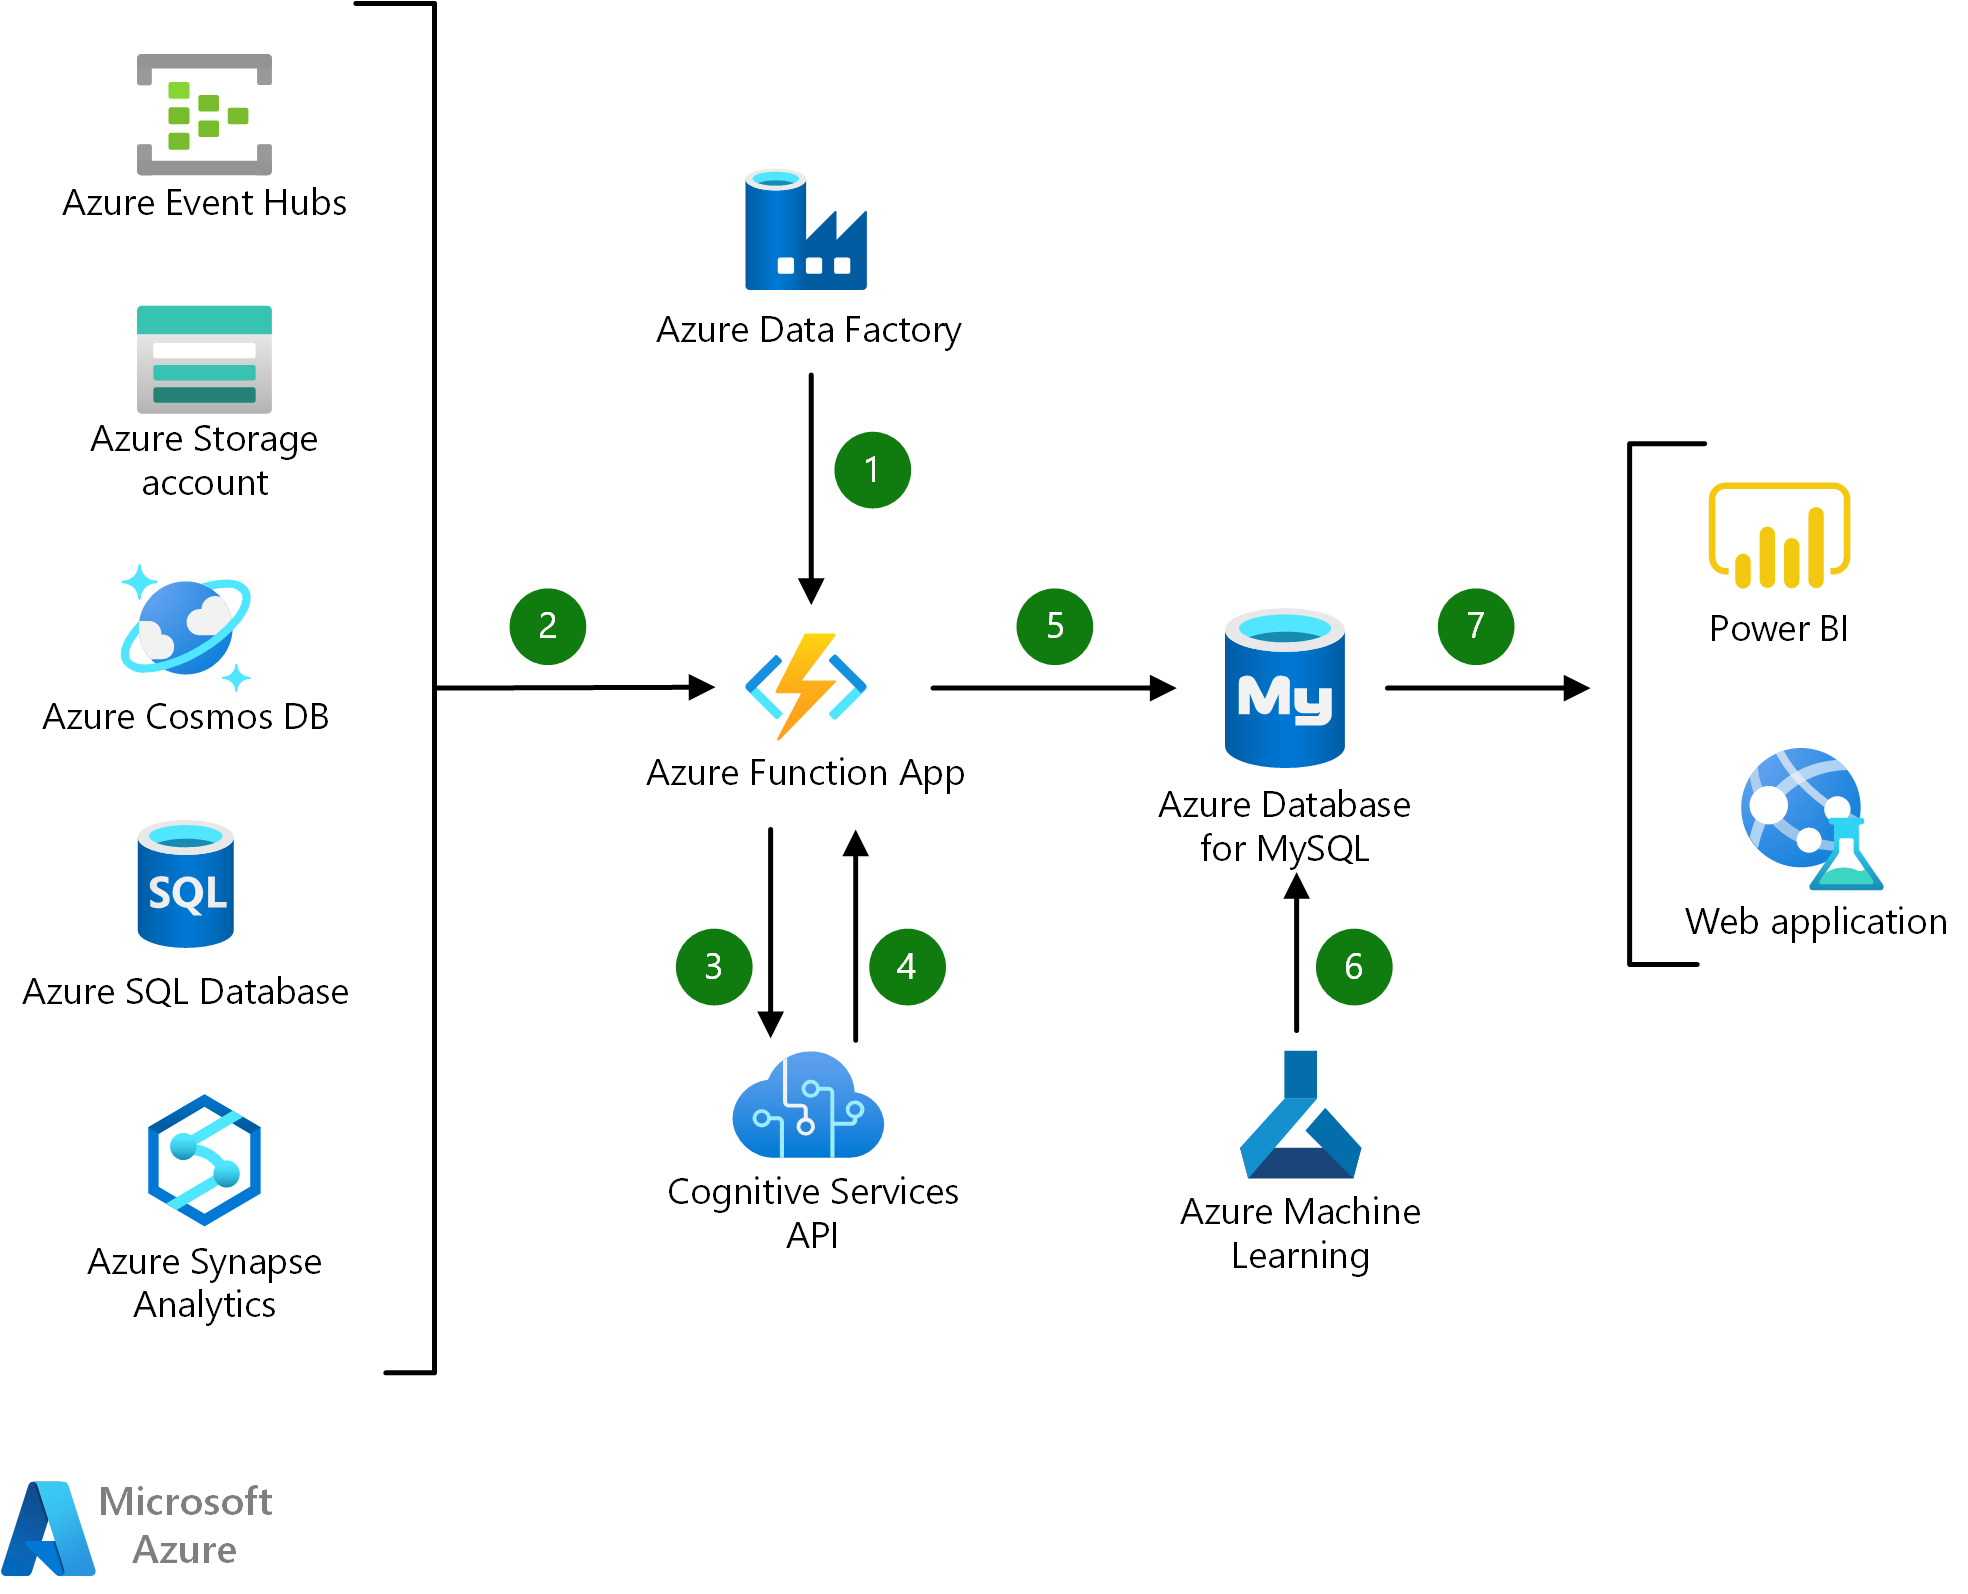 Azure Event Hubs
Azure Storage
account
Azure Cosmos DB
SQL
Azure SQL Database
Azure Synapse
Analytics
2
Azure Data Factory
1
Azure Function App
3
4
Cognitive Services
API
5
My
Azure Database
for MySQL
6
Azure Machine
Learning
7
Power BI
Web application
Microsoft
Azure